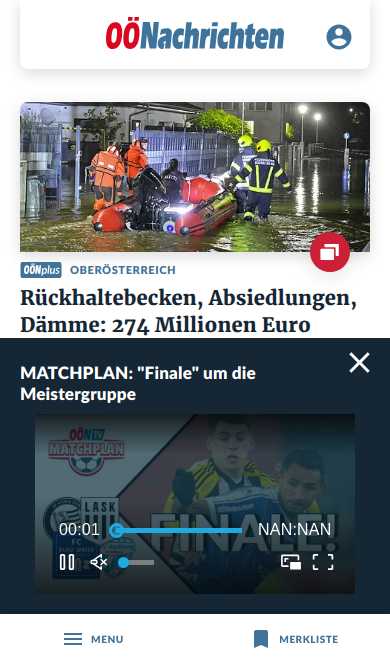 OÖNachrichten
OÖNplus OBERÖSTERREICH
Rückhaltebecken, Absiedlungen,
Dämme: 274 Millionen Euro
MATCHPLAN: "Finale" um die
Meistergruppe
OÖN TV
MATCHPLAN
LASK
FC
FINALE!
00:01
NAN:NAN
MENU
MERKLISTE